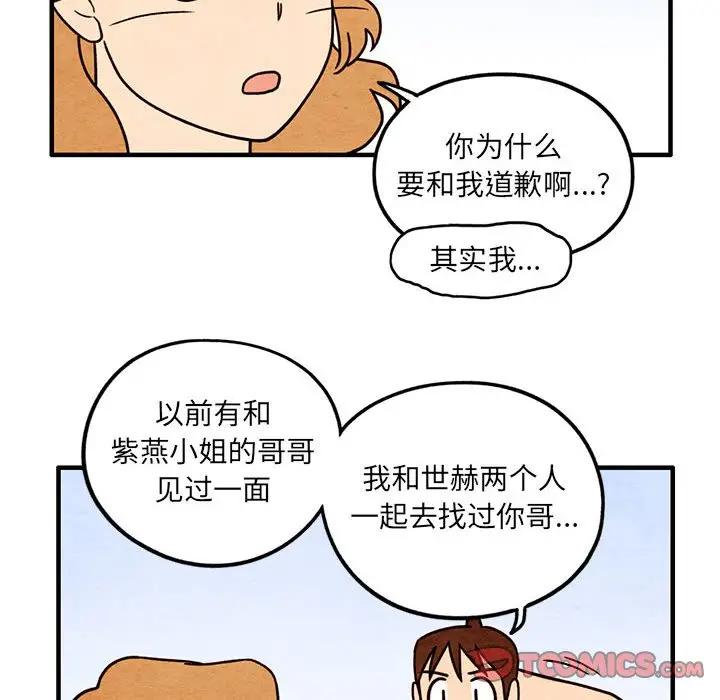 你为什么
要和我道歉啊...?
其实我...
以前有和
紫燕小姐的哥哥
见过一面
我和世赫两个人
一起去找过你哥...
TCOMICS.COM